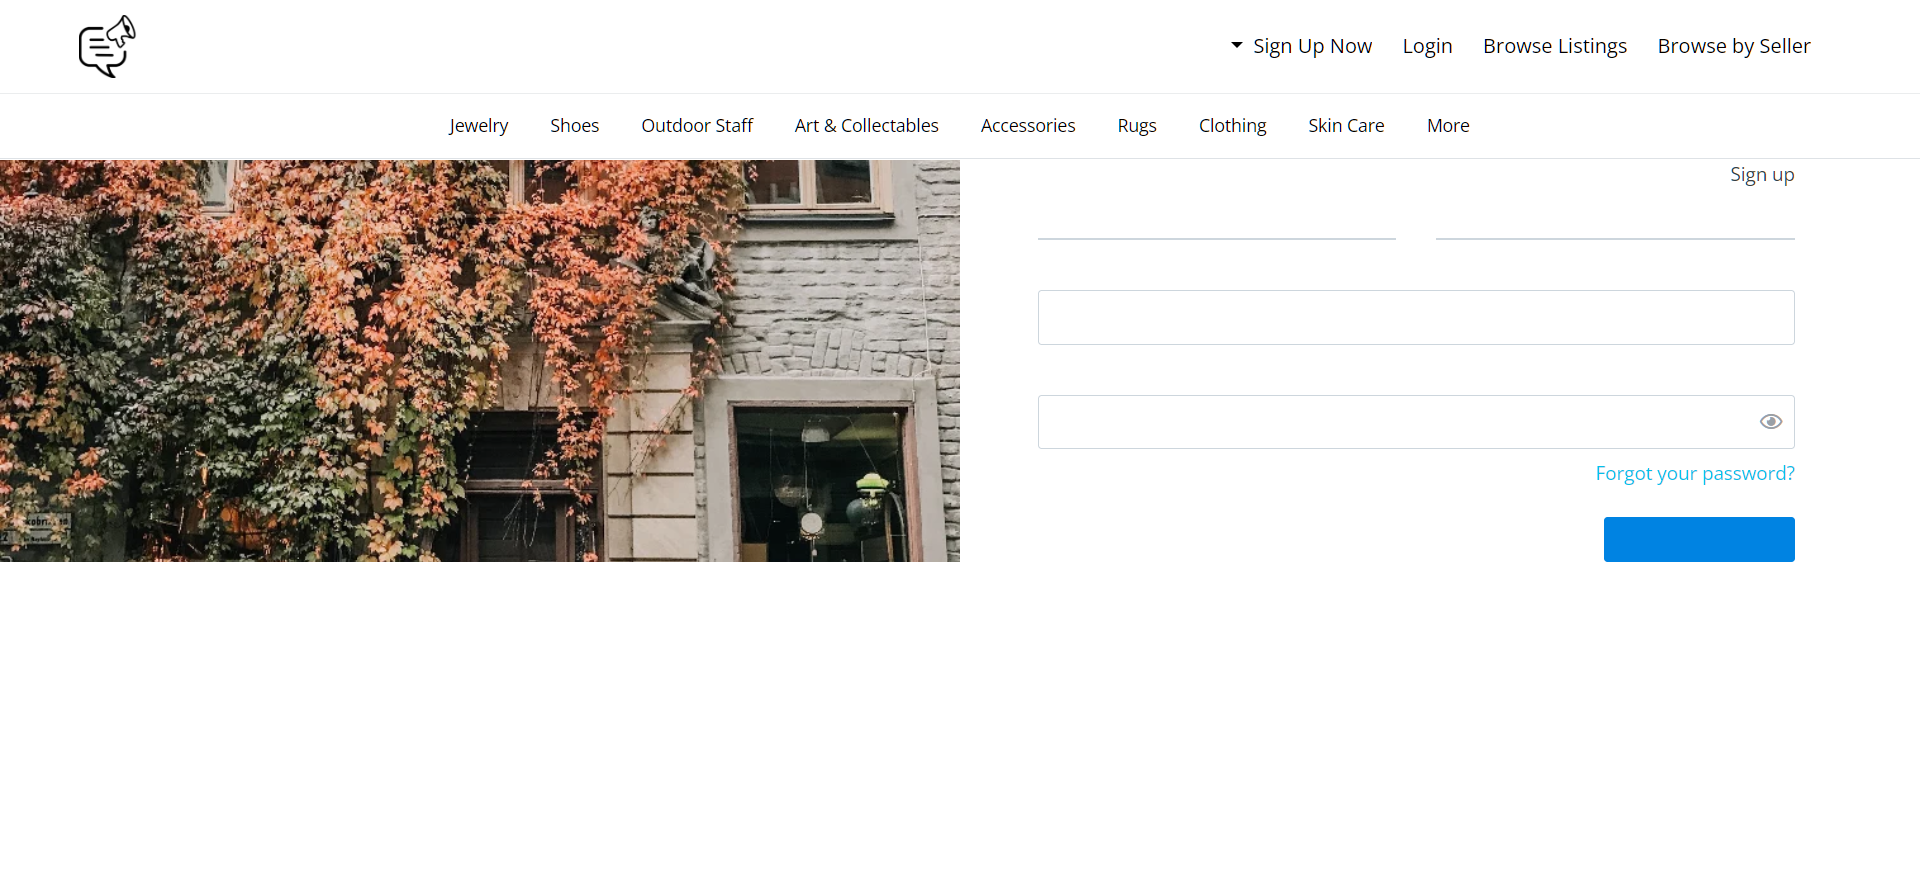 Sign Up Now Login Browse Listings Browse by Seller
Jewelry Shoes Outdoor Staff Art & Collectables Accessories Rugs Clothing Skin Care More
Sign up
Forgot your password?